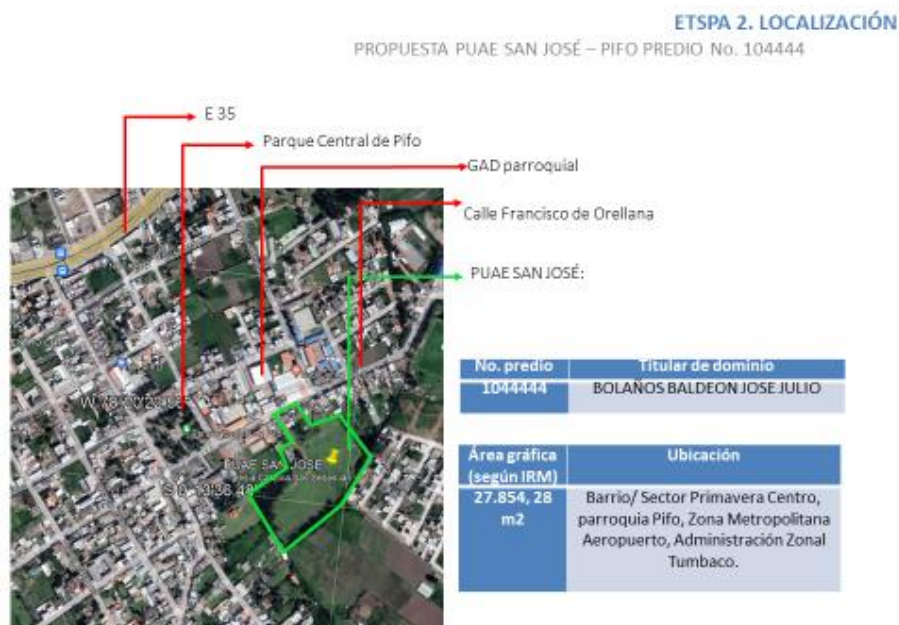 ETSPA 2. LOCALIZACIÓN
PROPUESTA PUAE SAN JOSÉ – PIFO PREDIO No. 104444
E 35
Parque Central de Pifo
GAD parroquial
Calle Francisco de Orellana
PUAE SAN JOSÉ:
No. predio Titular de dominio
1044444 BOLAÑOS BALDEON JOSE JULIO
Área gráfica
(según IRM)
Ubicación
27.854, 28
m2
Barrio/ Sector Primavera Centro,
parroquia Pifo, Zona Metropolitana
Aeropuerto, Administración Zonal
Tumbaco.
PUAE SAN JOSE